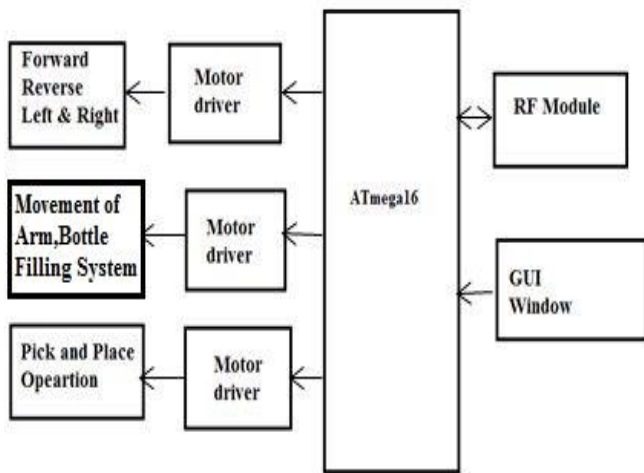 Forward
Reverse
Left & Right
Motor
driver
Movement of
Arm,Bottle
Filling System
Motor
driver
Pick and Place
Opeartion
Motor
driver
ATmega16
RF Module
GUI
Window